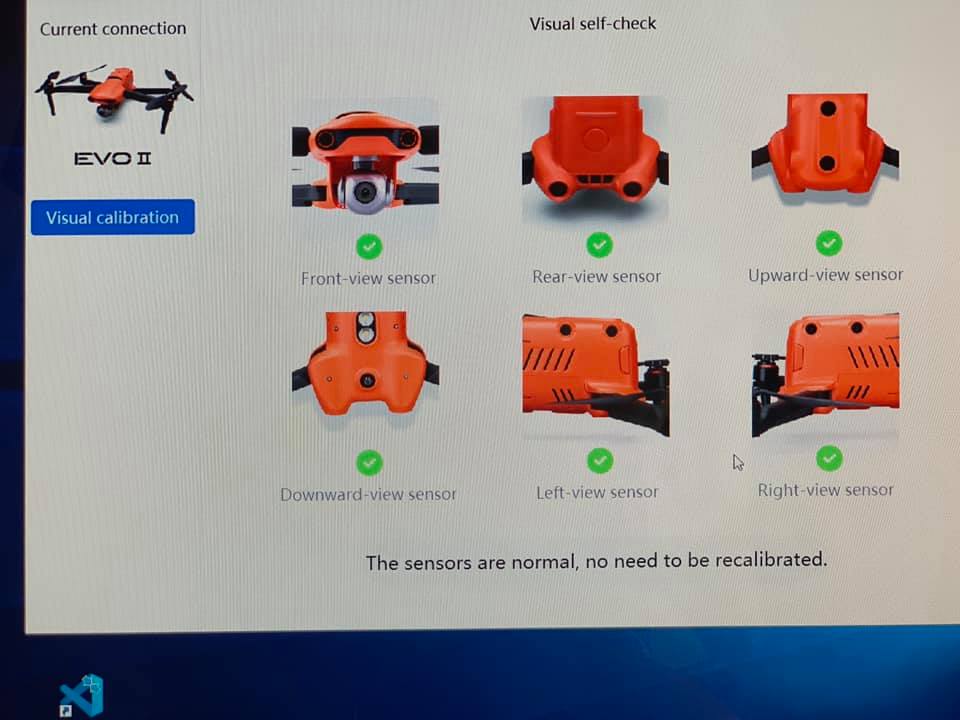 Current connection
Visual self-check
EVO II
Visual calibration
Front-view sensor
Rear-view sensor
Upward-view sensor
Downward-view sensor
Left-view sensor
Right-view sensor
The sensors are normal, no need to be recalibrated.